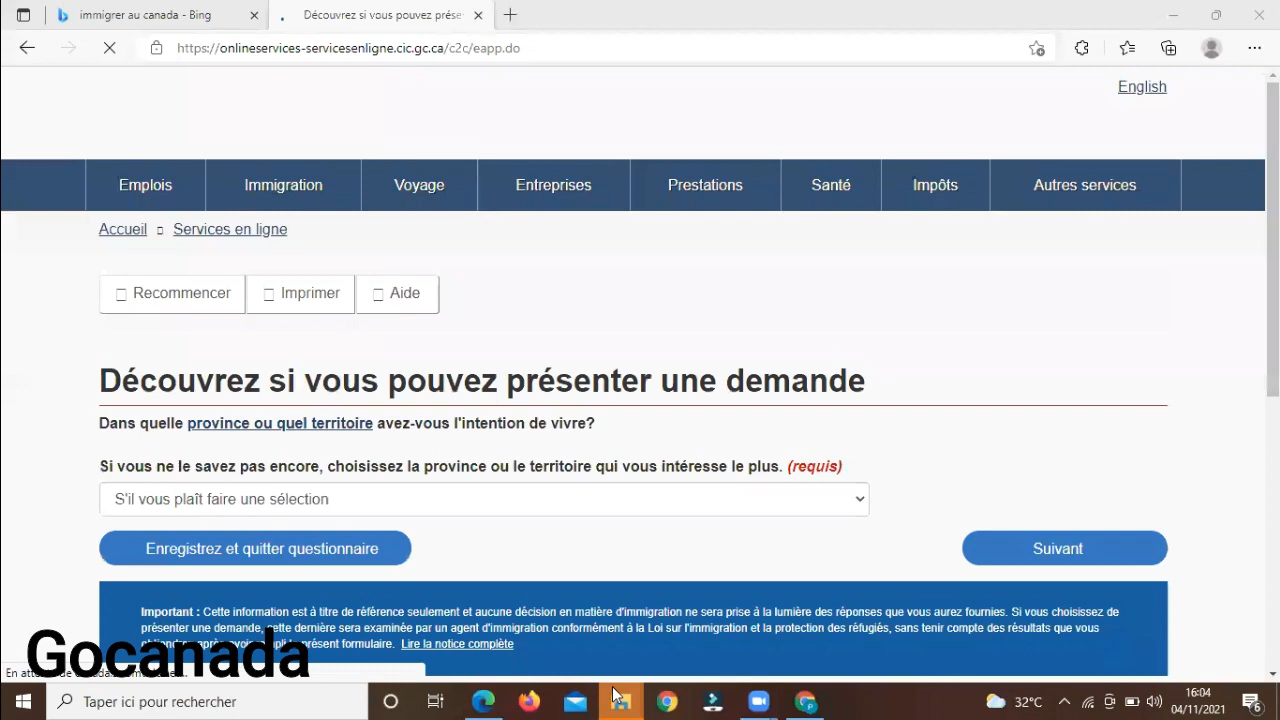 immigrer au canada - Bing
Découvrez si vous pouvez prése
https://onlineservices-servicesenligne.cic.gc.ca/c2c/eapp.do
English
Emplois Immigration Voyage Entreprises Prestations Santé Impôts Autres services
Accueil Services en ligne
Recommencer Imprimer Aide
Découvrez si vous pouvez présenter une demande
Dans quelle province ou quel territoire avez-vous l'intention de vivre?
Si vous ne le savez pas encore, choisissez la province ou le territoire qui vous intéresse le plus. (requis)
S'il vous plaît faire une sélection
Enregistrez et quitter questionnaire Suivant
Important : Cette information est à titre de référence seulement et aucune décision en matière d'immigration ne sera prise à la lumière des réponses que vous aurez fournies. Si vous choisissez de
présenter une demande, cette dernière sera examinée par un agent d'immigration conformément à la Loi sur l'immigration et la protection des réfugiés, sans tenir compte des résultats que vous
présent formulaire. Lire la notice complète
Gocanada
En
Taper ici pour rechercher
32°C
16:04
04/11/2021
6